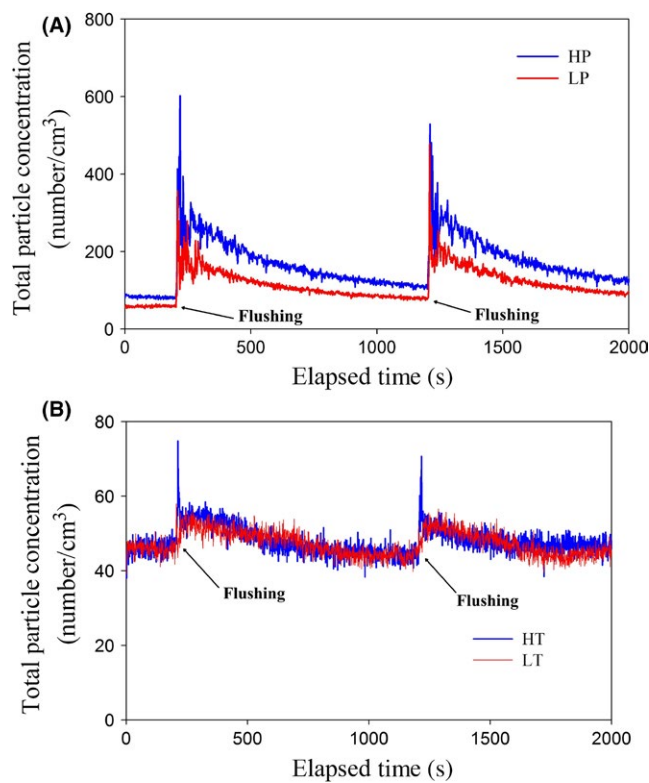 (A)
800
600
400
200
0
HP
LP
Total particle concentration
(number/cm³)
Flushing
Flushing
0 500 1000 1500 2000
Elapsed time (s)
(B)
80
60
40
20
0
Total particle concentration
(number/cm³)
Flushing
Flushing
HT
LT
0 500 1000 1500 2000
Elapsed time (s)